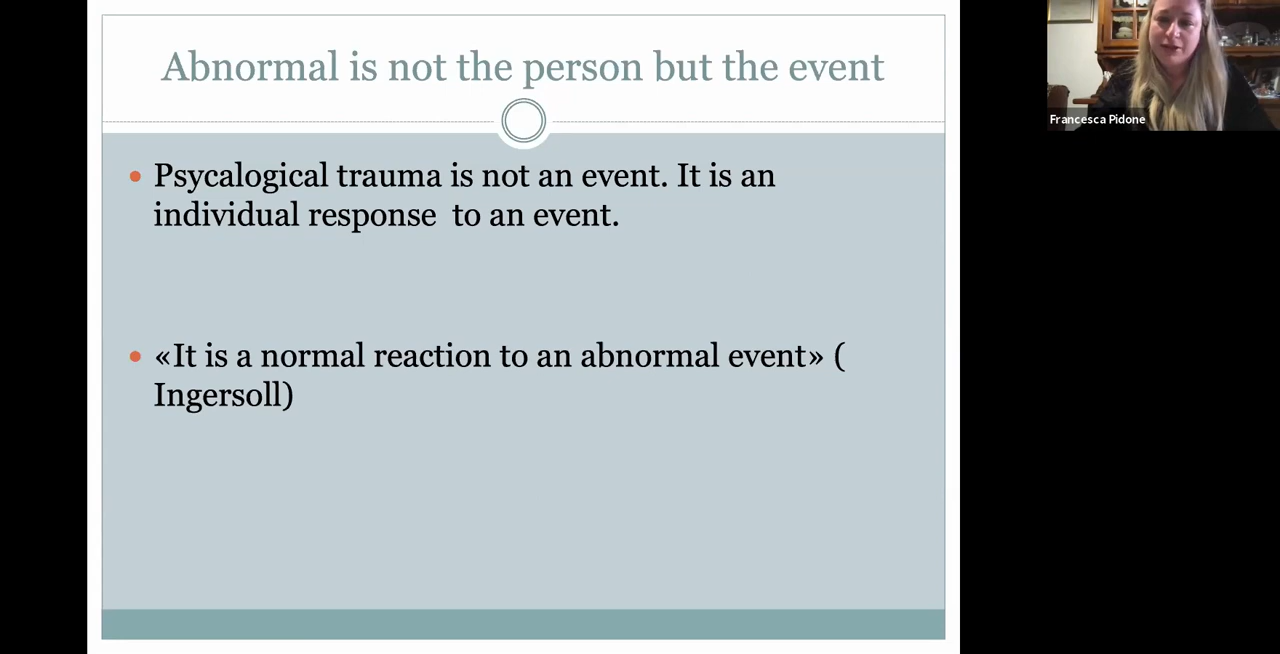 Abnormal is not the person but the event
Francesca Pidone
Psycalogical trauma is not an event. It is an
individual response  to an event.
«It is a normal reaction to an abnormal event» (
Ingersoll)